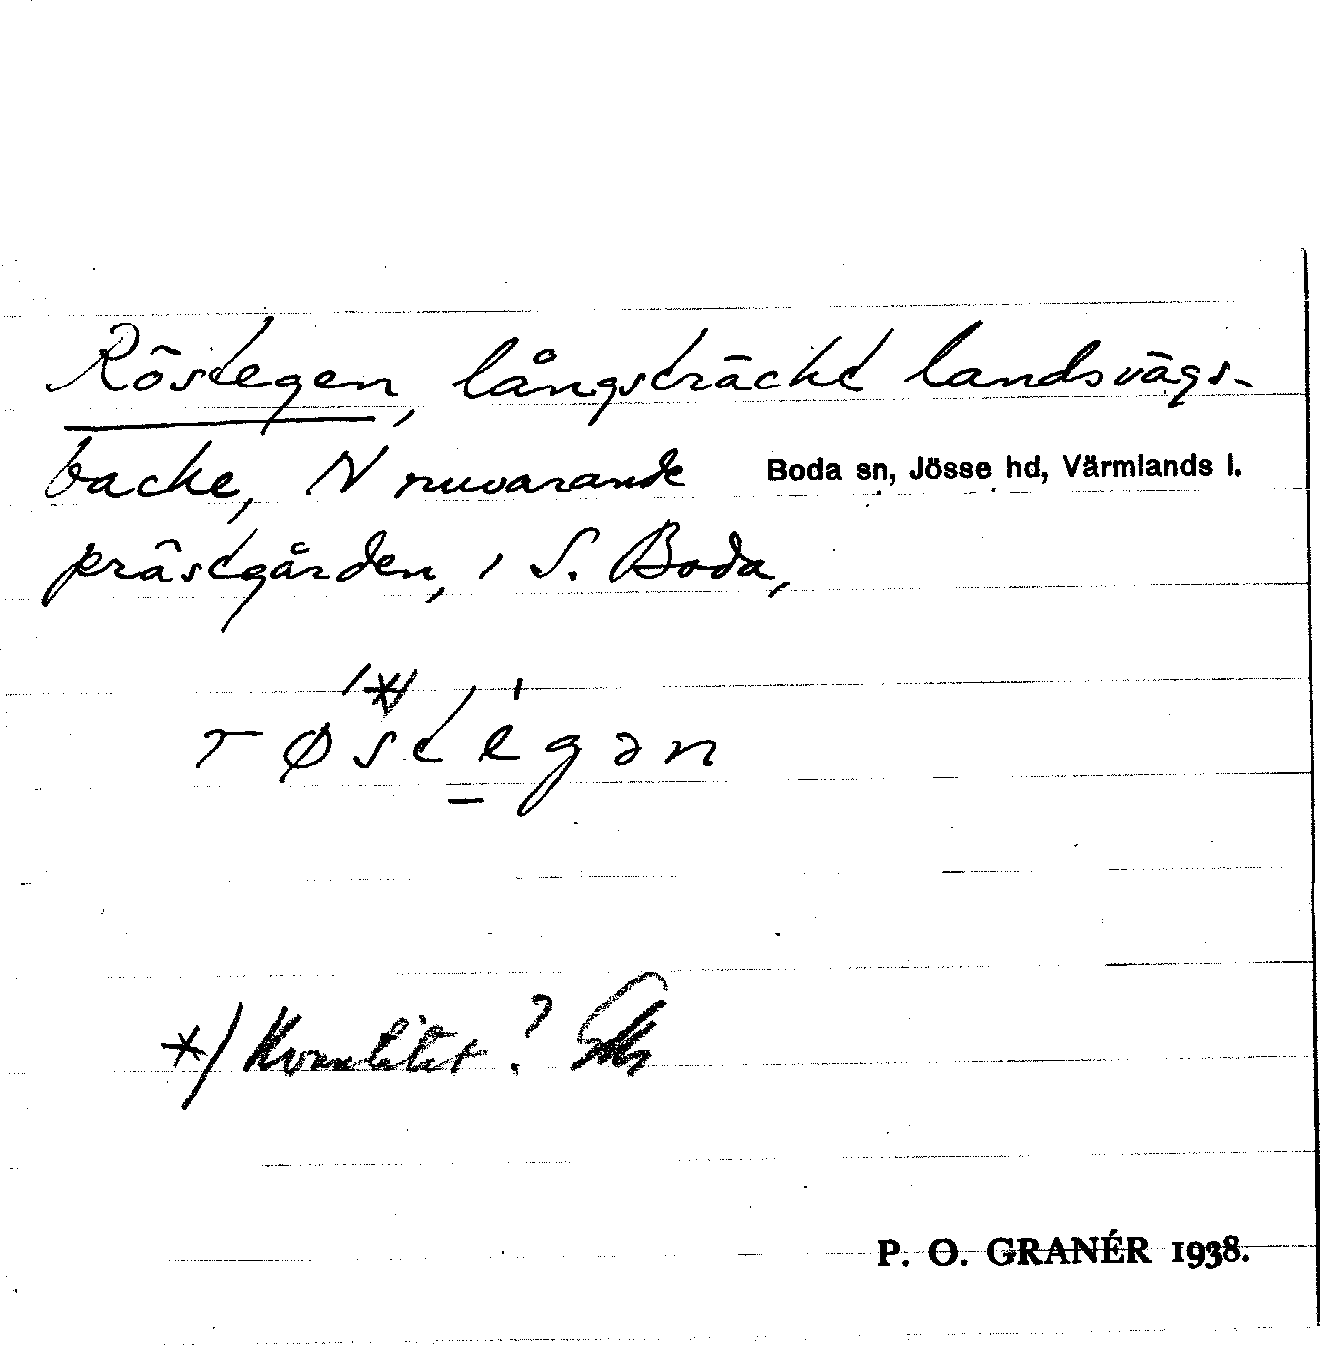 Röstegen, långsträckt landsvägs-
backe, N nuvarande
Boda sn, Jösse hd, Värmlands l.
prästgården, i S. Boda,
røstegən
*) Kvantitet?
P. O. GRANÉR 1938.